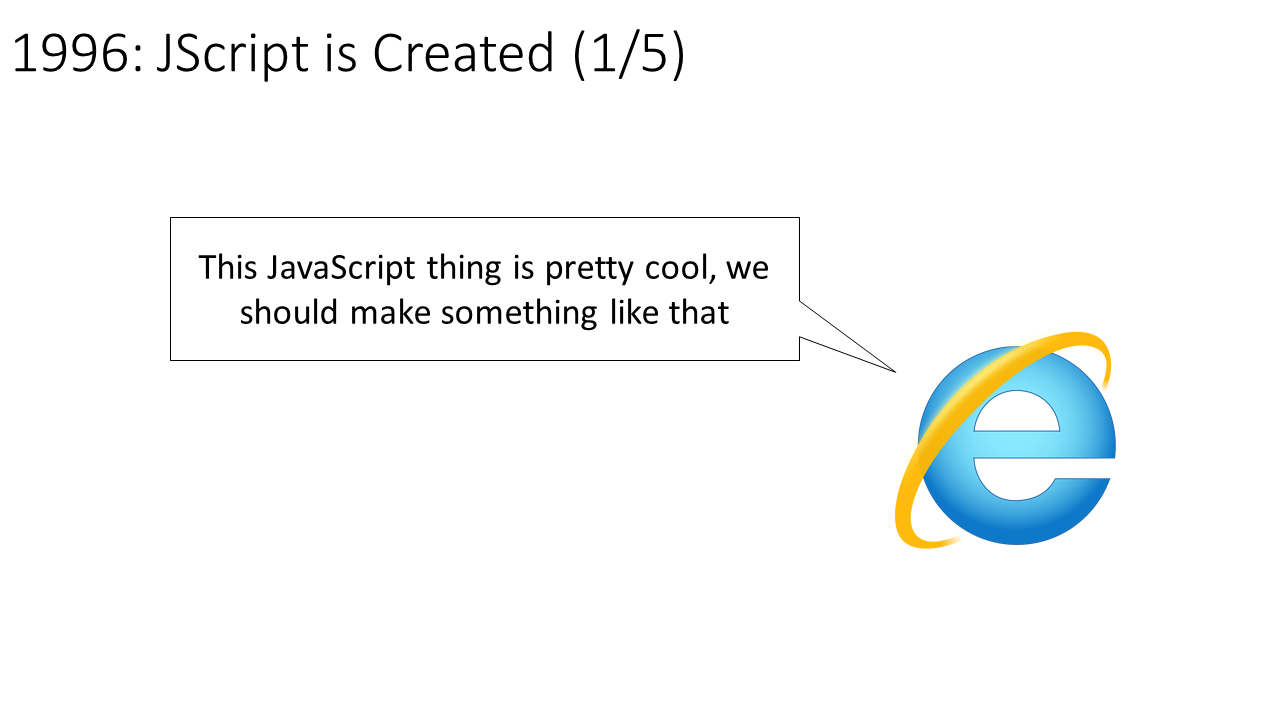 1996: JScript is Created (1/5)
This JavaScript thing is pretty cool, we
should make something like that